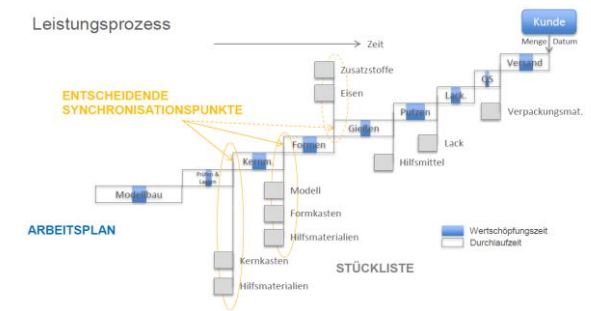 Leistungsprozess
Kunde
Menge Datum
Zeit
Versand
Zusatzstoffe
QS
Eisen
Lack.
ENTSCHEIDENDE
SYNCHRONISATIONSPUNKTE
Putzen
Verpackungsmat.
Gießen
Formen
Lack
Kernm.
Hilfsmittel
Prüfen &
Modellbau
Modell
Formkasten
ARBEITSPLAN
Hilfsmaterialien
Wertschöpfungszeit
Durchlaufzeit
Kernkasten
STÜCKLISTE
Hilfsmaterialien